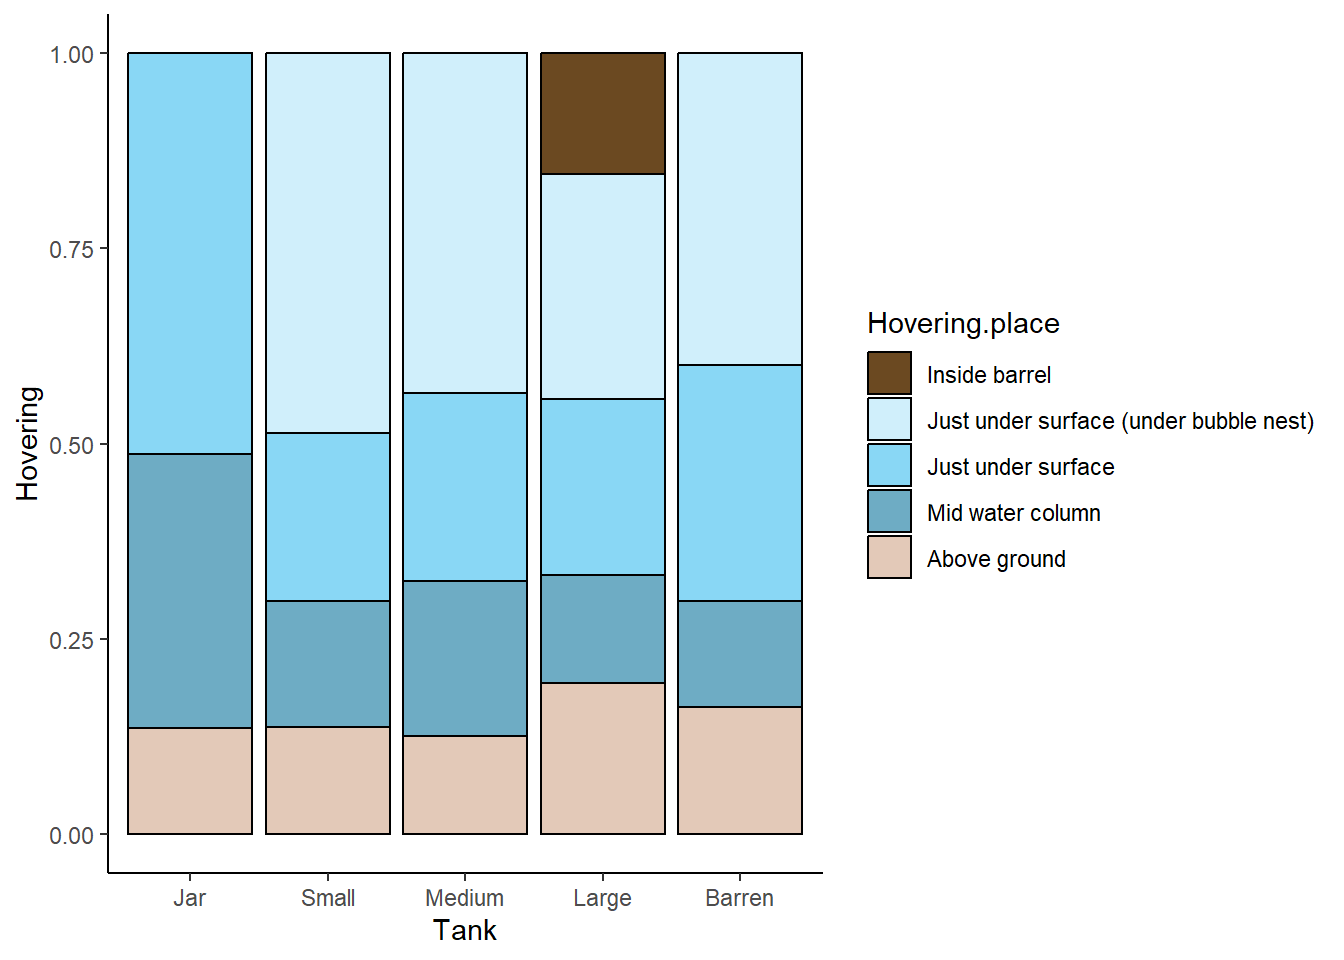 1.00
0.75
0.50
0.25
0.00
Hovering
Jar Small Medium Large Barren
Tank
Hovering.place
Inside barrel
Just under surface (under bubble nest)
Just under surface
Mid water column
Above ground